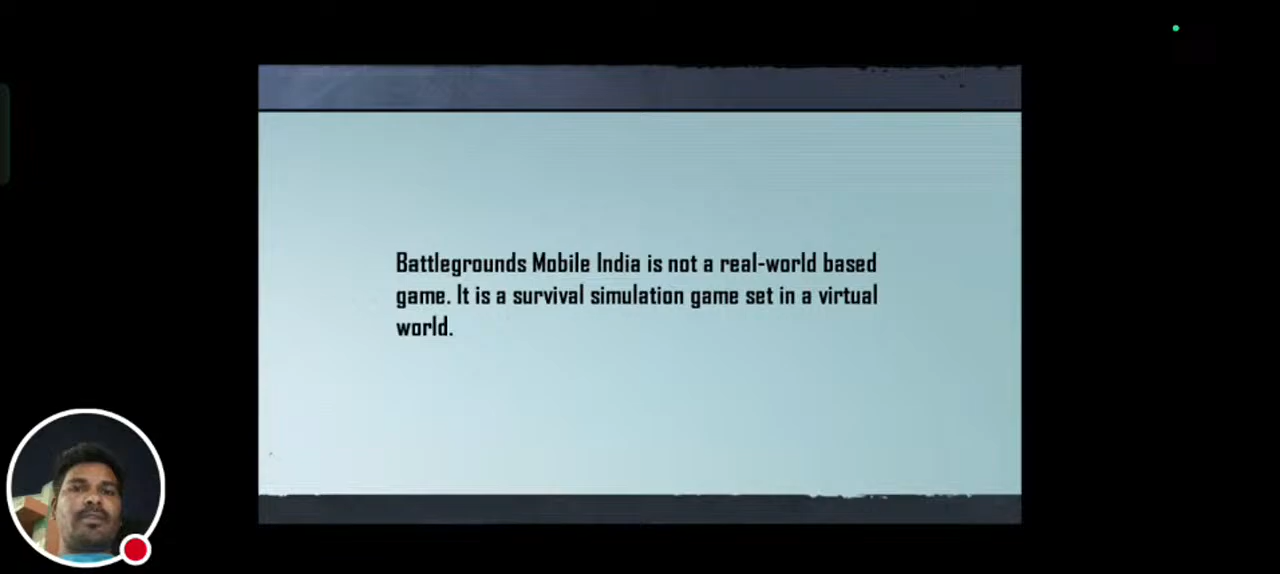 Battlegrounds Mobile India is not a real-world based
game. It is a survival simulation game set in a virtual
world.